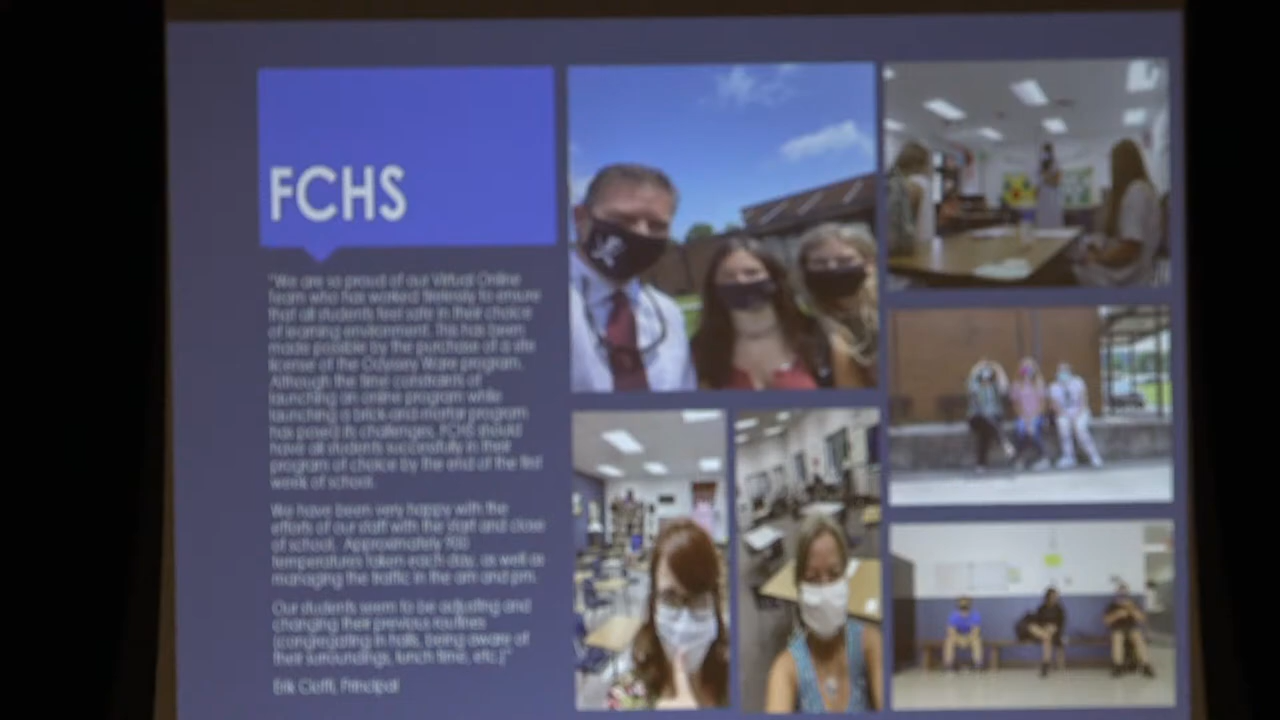 FCHS
"We are so proud of our Virtual Online
Team who has worked tirelessly to ensure
that all students feel safe in their choice
of learning environment. This has been
made possible by the purchase of a site
license of the Odyssey Ware program.
Although the time constraints of
launching an online program while
launching a brick and mortar program
has posed its challenges, FCHS should
have all students successfully in their
program of choice by the end of the first
week of school.
We have been very happy with the
efforts of our staff with the start and close
of school. Approximately 900
temperatures taken each day, as well as
managing the traffic in the am and pm.
Our students seem to be adjusting and
changing their previous routines
(congregating in halls, being aware of
their surroundings, lunch time, etc.)"
Erik Cioffi, Principal